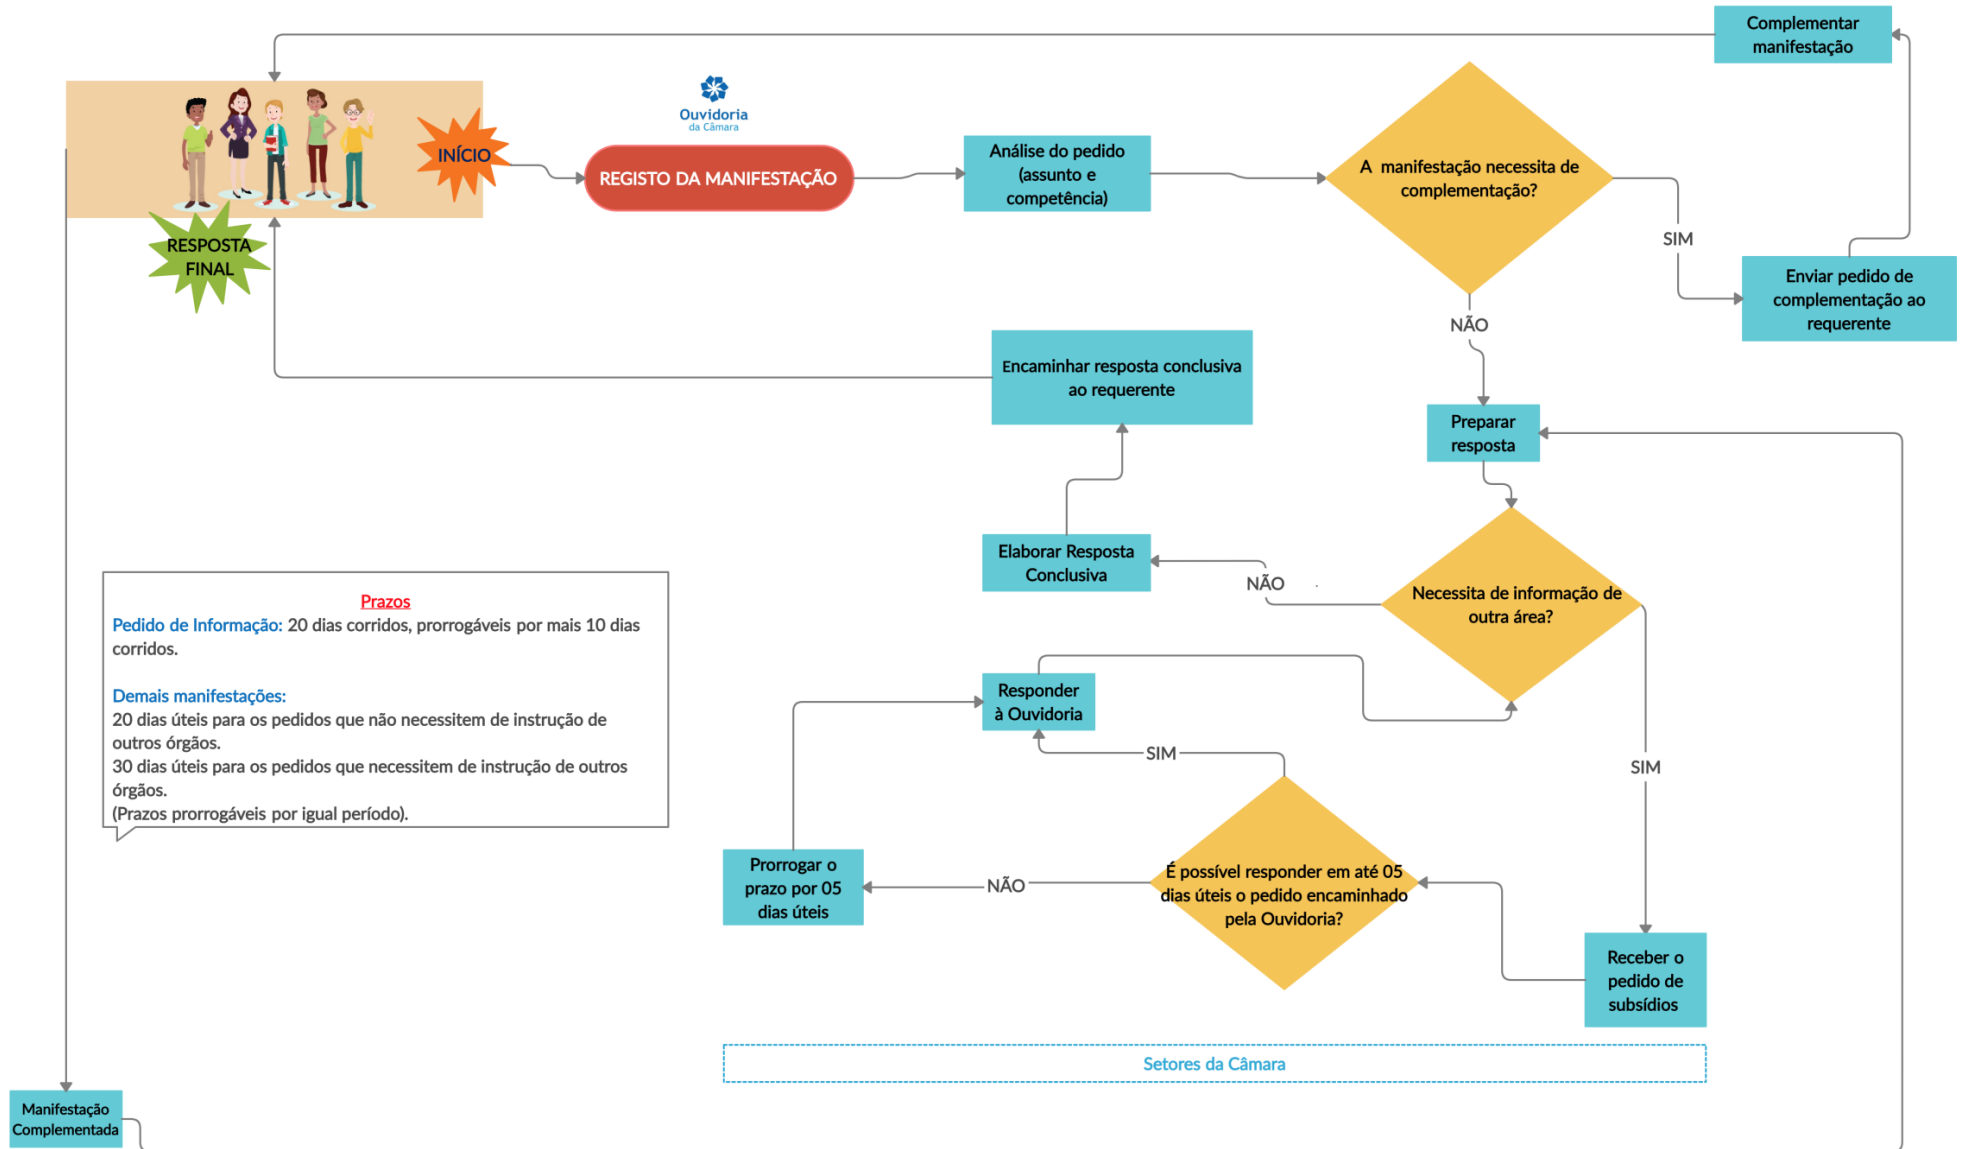 Complementar
manifestação
Ouvidoria
da Câmara
INÍCIO
REGISTO DA MANIFESTAÇÃO
Análise do pedido
(assunto e
competência)
A manifestação necessita de
complementação?
SIM
Enviar pedido de
complementação ao
requerente
RESPOSTA
FINAL
NÃO
Encaminhar resposta conclusiva
ao requerente
Preparar
resposta
Elaborar Resposta
Conclusiva
NÃO
Necessita de informação de
outra área?
Prazos
Pedido de Informação: 20 dias corridos, prorrogáveis por mais 10 dias
corridos.
Demais manifestações:
20 dias úteis para os pedidos que não necessitem de instrução de
outros órgãos.
30 dias úteis para os pedidos que necessitem de instrução de outros
órgãos.
(Prazos prorrogáveis por igual período).
Responder
à Ouvidoria
SIM
SIM
Prorrogar o
prazo por 05
dias úteis
NÃO
É possível responder em até 05
dias úteis o pedido encaminhado
pela Ouvidoria?
Receber o
pedido de
subsídios
Setores da Câmara
Manifestação
Complementada